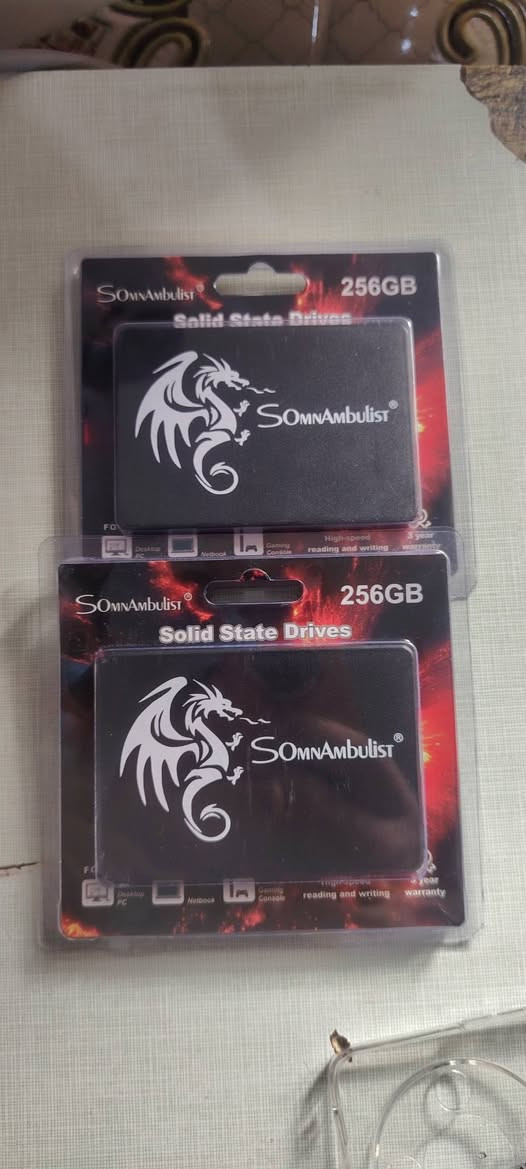 SOMNAMBULIST®
256GB
Solid State Drives
SOMNAMBULIST®
FO
Desktop PC
Netbook
Gaming Console
High-speed
reading and writing
3 year
warranty
SOMNAMBULIST®
256GB
Solid State Drives
SOMNAMBULIST®
Desktop
PC
Netbook
Gaming
Console
High-speed
reading and writing
year
warranty